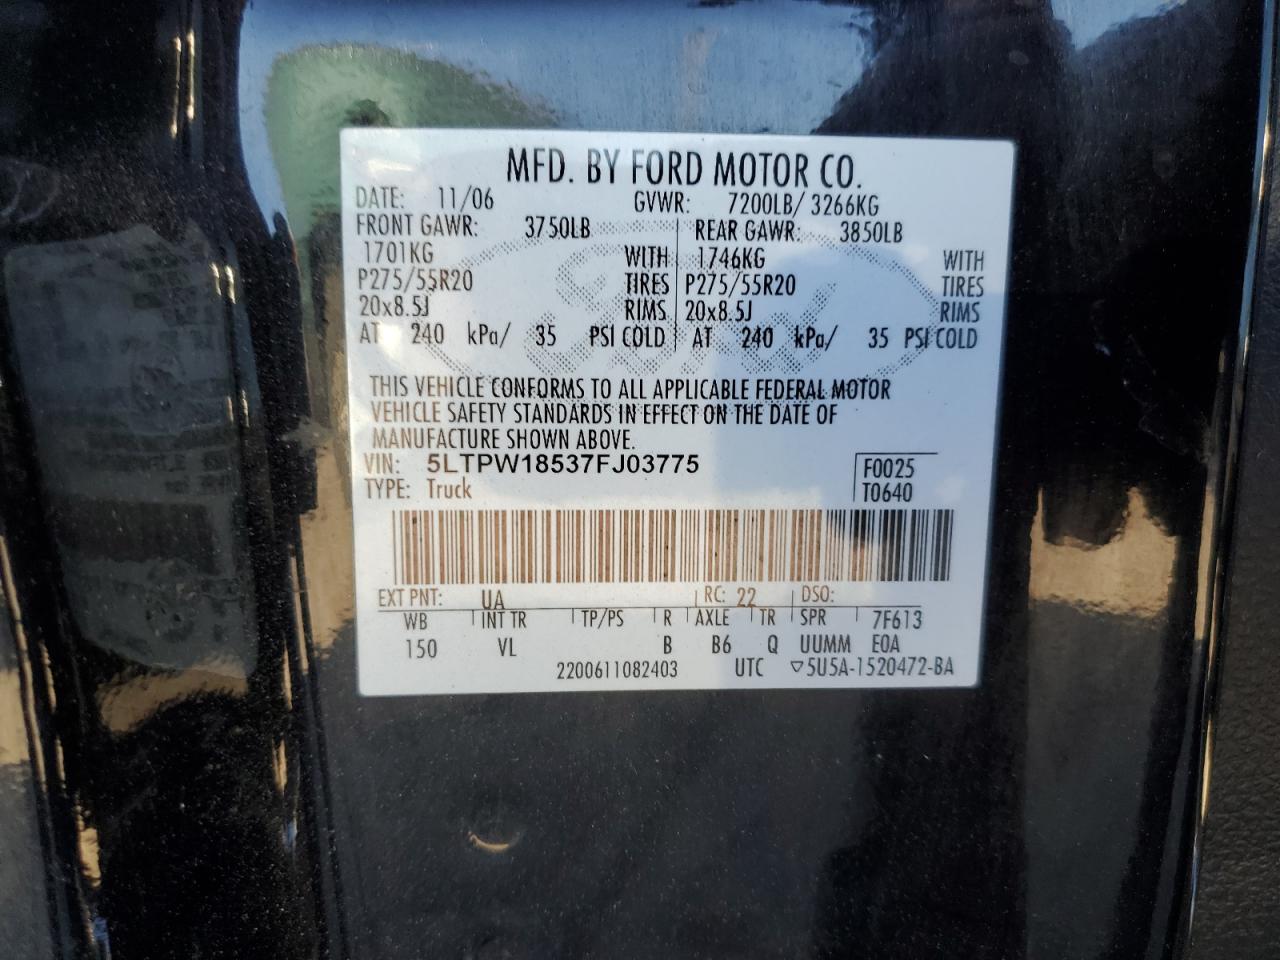 MFD. BY FORD MOTOR CO.
DATE: 11/06 GVWR: 7200LB/ 3266KG
FRONT GAWR: 3750LB REAR GAWR: 3850LB
1701KG WITH 1746KG WITH
P275/55R20 TIRES P275/55R20 TIRES
20x8.5J RIMS 20x8.5J RIMS
AT 240 kPa/ 35 PSI COLD AT 240 kPa/ 35 PSI COLD
THIS VEHICLE CONFORMS TO ALL APPLICABLE FEDERAL MOTOR
VEHICLE SAFETY STANDARDS IN EFFECT ON THE DATE OF
MANUFACTURE SHOWN ABOVE.
VIN: 5LTPW18537FJ03775 F0025
TYPE: Truck T0640
EXT PNT: UA RC: 22 DSO:
WB INT TR TP/PS R AXLE TR SPR 7F613
150 VL B B6 Q UUMM E0A
2200611082403 UTC ▽5U5A-1520472-BA